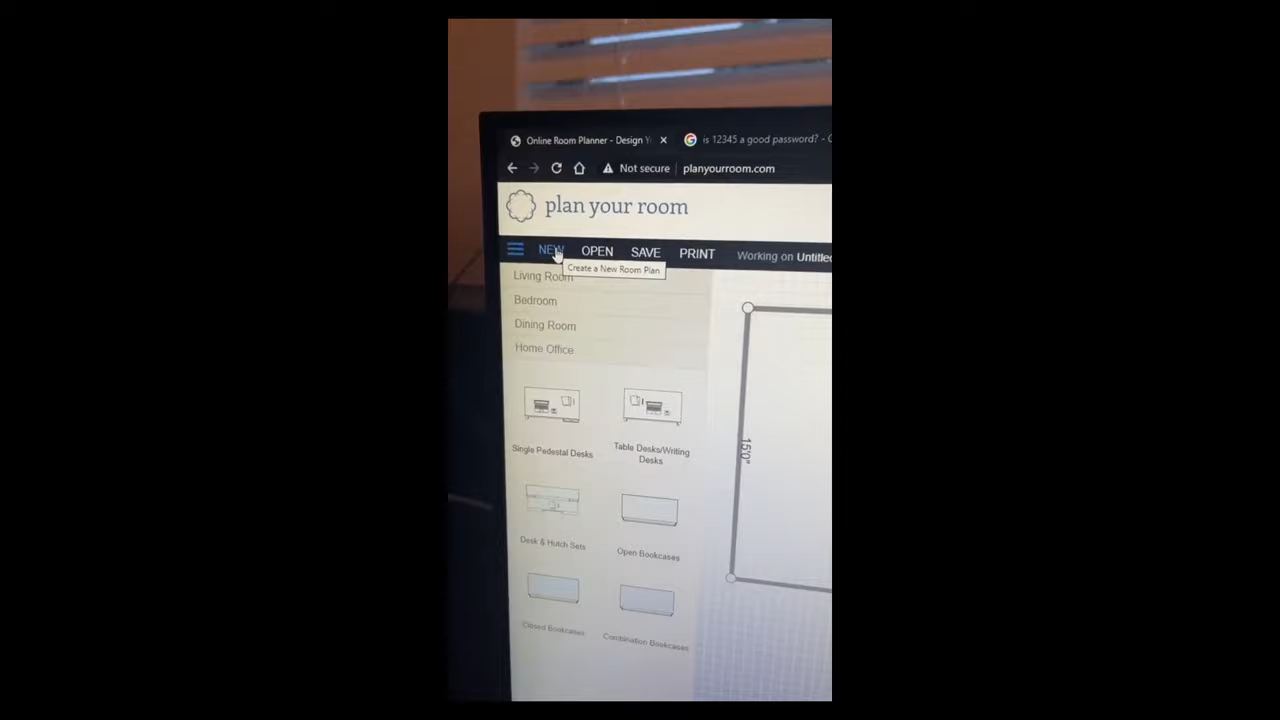 Online Room Planner - Design Y
is 12345 a good password? -
Not secure
planyourroom.com
plan your room
NEW
OPEN
SAVE
PRINT
Working on Untitled
Create a New Room Plan
Living Room
Bedroom
Dining Room
Home Office
Single Pedestal Desks
Table Desks/Writing
Desks
Desk & Hutch Sets
Open Bookcases
Closed Bookcases
Combination Bookcases
15'0"